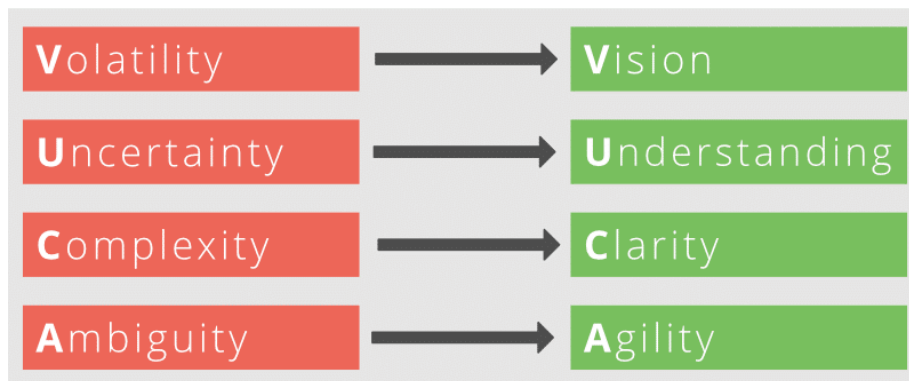 Volatility Vision
Uncertainty Understanding
Complexity Clarity
Ambiguity Agility